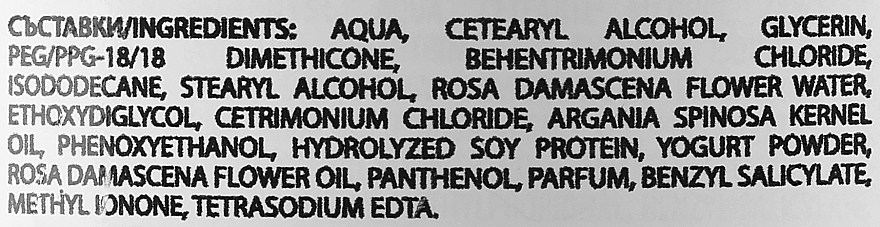 СЪСТАВКИ/INGREDIENTS: AQUA, CETEARYL ALCOHOL, GLYCERIN,
PEG/PPG-18/18 DIMETHICONE, BEHENTRIMONIUM CHLORIDE,
ISODODECANE, STEARYL ALCOHOL, ROSA DAMASCENA FLOWER WATER,
ETHOXYDIGLYCOL, CETRIMONIUM CHLORIDE, ARGANIA SPINOSA KERNEL
OIL, PHENOXYETHANOL, HYDROLYZED SOY PROTEIN, YOGURT POWDER,
ROSA DAMASCENA FLOWER OIL, PANTHENOL, PARFUM, BENZYL SALICYLATE,
METHYL IONONE, TETRASODIUM EDTA.